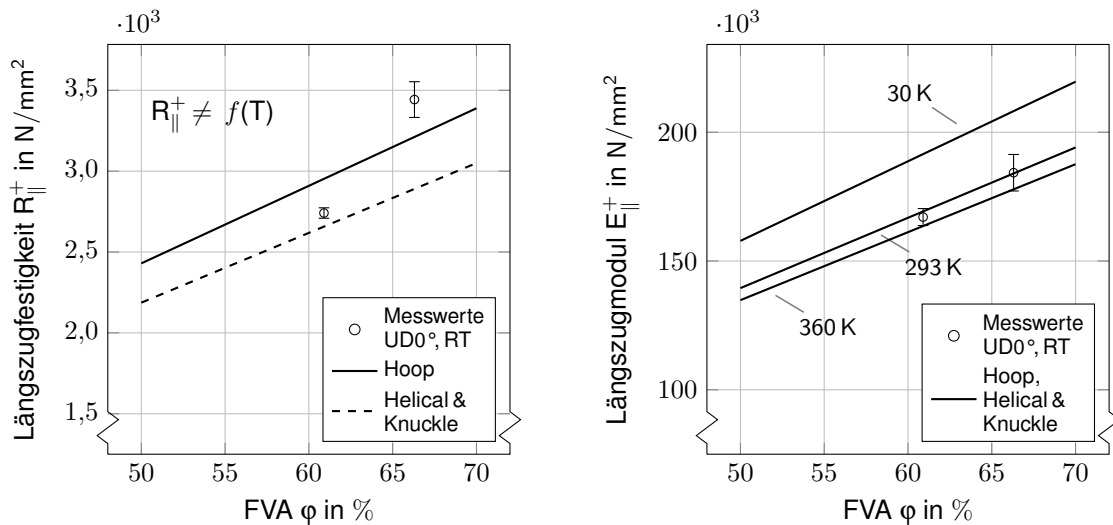 ·10³
Längszugfestigkeit R∥⁺ in N/mm²
3,5
3,0
2,5
2,0
1,5
R∥⁺ ≠ f(T)
Messwerte
UD0°, RT
Hoop
Helical &
Knuckle
50 55 60 65 70
FVA φ in %
·10³
Längszugmodul E∥⁺ in N/mm²
200
150
100
30 K
293 K
360 K
Messwerte
UD0°, RT
Hoop,
Helical &
Knuckle
50 55 60 65 70
FVA φ in %